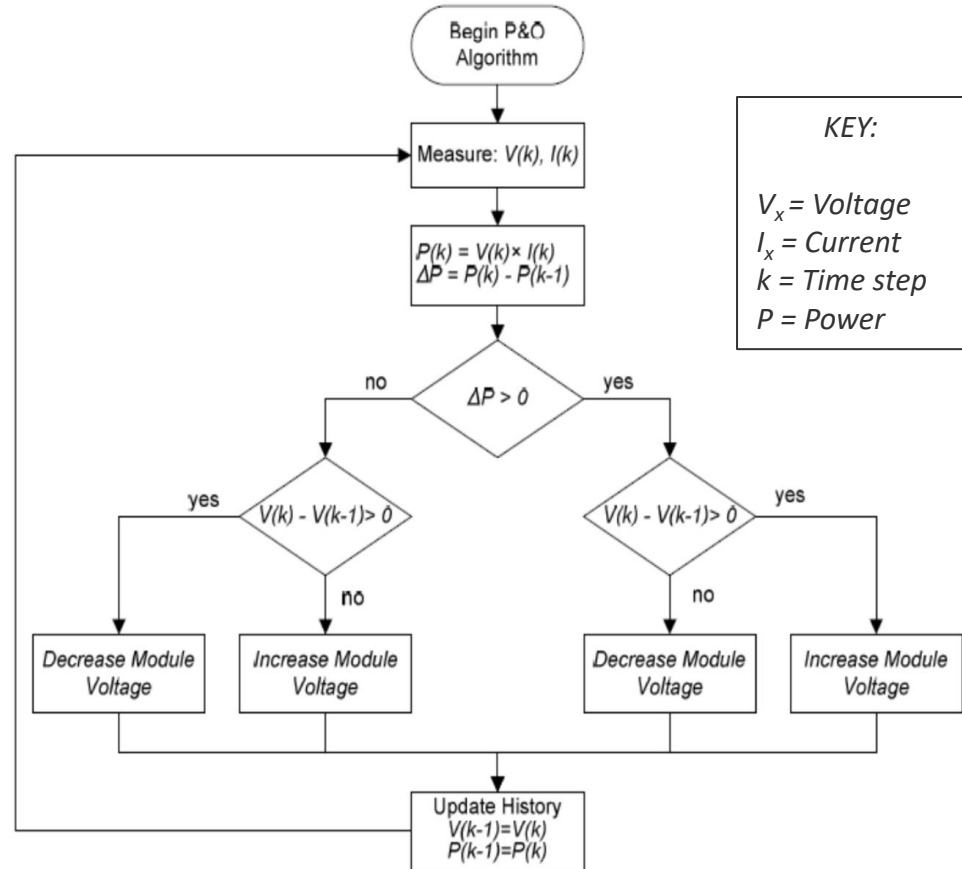 Begin P&O
Algorithm
Measure: V(k), I(k)
P(k) = V(k)× I(k)
ΔP = P(k) - P(k-1)
KEY:
Vₓ = Voltage
Iₓ = Current
k = Time step
P = Power
no
ΔP > 0
yes
yes
V(k) - V(k-1)> 0
no
V(k) - V(k-1)> 0
yes
no
Decrease Module
Voltage
Increase Module
Voltage
Decrease Module
Voltage
Increase Module
Voltage
Update History
V(k-1)=V(k)
P(k-1)=P(k)